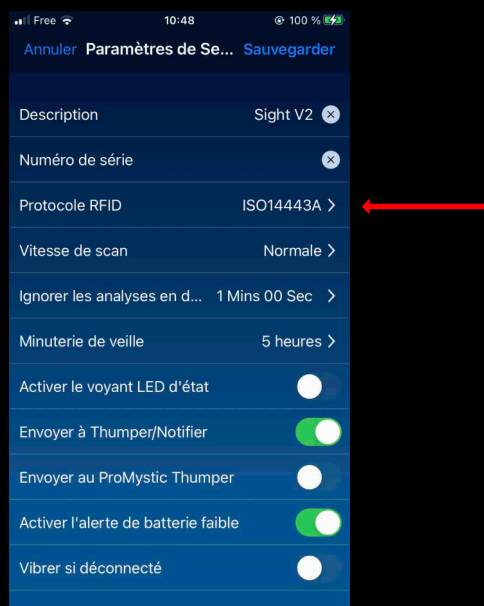 Free 10:48 100 %
Annuler Paramètres de Se... Sauvegarder
Description Sight V2
Numéro de série
Protocole RFID ISO14443A
Vitesse de scan Normale
Ignorer les analyses en d... 1 Mins 00 Sec
Minuterie de veille 5 heures
Activer le voyant LED d'état
Envoyer à Thumper/Notifier
Envoyer au ProMystic Thumper
Activer l'alerte de batterie faible
Vibrer si déconnecté